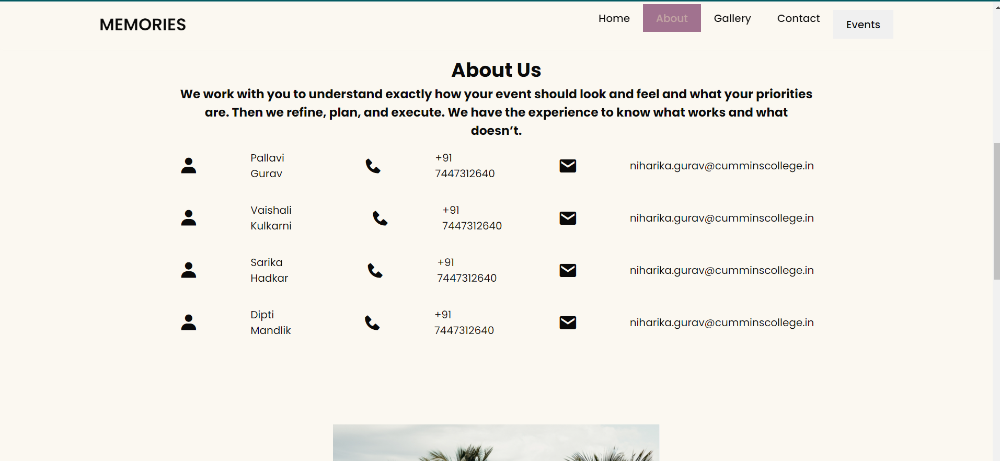 MEMORIES
Home About Gallery Contact Events
About Us
We work with you to understand exactly how your event should look and feel and what your priorities
are. Then we refine, plan, and execute. We have the experience to know what works and what
doesn’t.
Pallavi
Gurav
+91
7447312640
niharika.gurav@cumminscollege.in
Vaishali
Kulkarni
+91
7447312640
niharika.gurav@cumminscollege.in
Sarika
Hadkar
+91
7447312640
niharika.gurav@cumminscollege.in
Dipti
Mandlik
+91
7447312640
niharika.gurav@cumminscollege.in